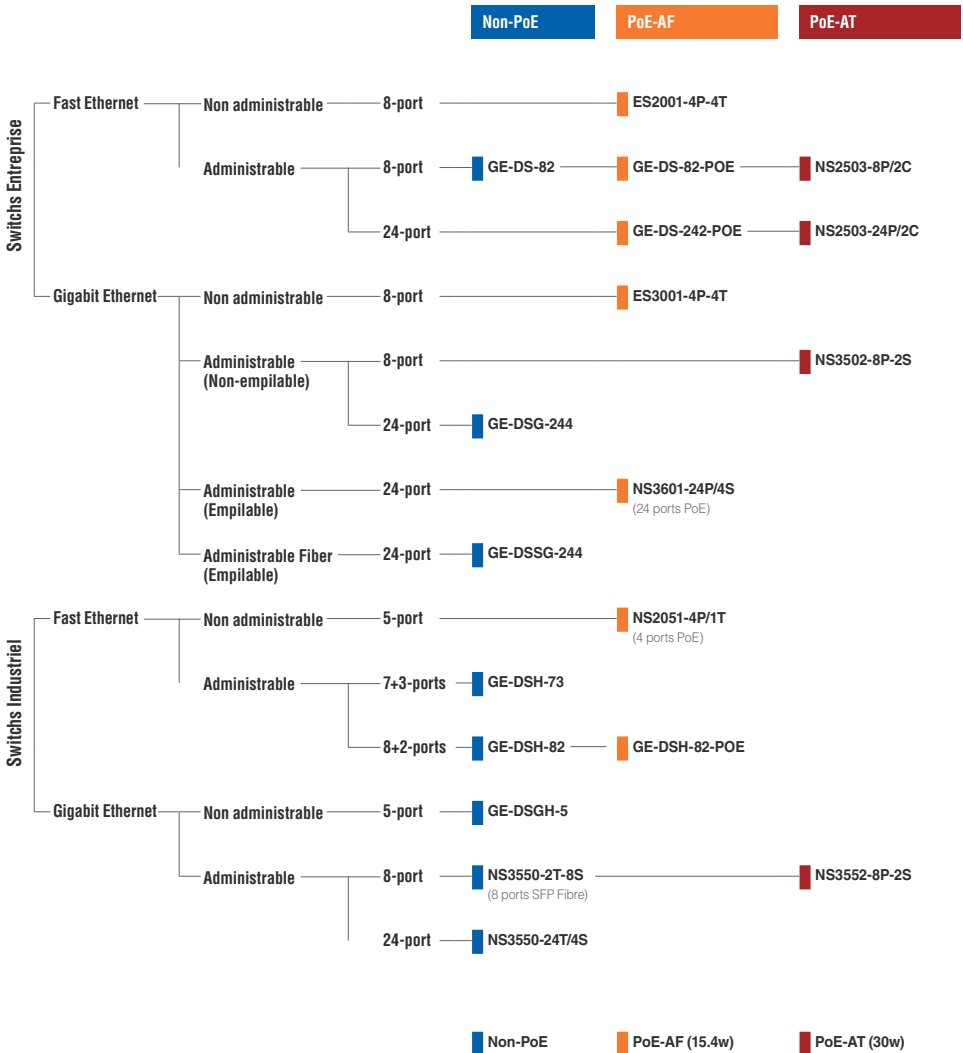 Non-PoE PoE-AF PoE-AT
Switchs Entreprise
Fast Ethernet Non administrable 8-port ES2001-4P-4T
Administrable 8-port GE-DS-82 GE-DS-82-POE NS2503-8P/2C
24-port GE-DS-242-POE NS2503-24P/2C
Gigabit Ethernet Non administrable 8-port ES3001-4P-4T
Administrable 8-port NS3502-8P-2S
(Non-empilable)
24-port GE-DSG-244
Administrable 24-port NS3601-24P/4S
(Empilable) (24 ports PoE)
Administrable Fiber 24-port GE-DSSG-244
(Empilable)
Switchs Industriel
Fast Ethernet Non administrable 5-port NS2051-4P/1T
(4 ports PoE)
Administrable 7+3-ports GE-DSH-73
8+2-ports GE-DSH-82 GE-DSH-82-POE
Gigabit Ethernet Non administrable 5-port GE-DSGH-5
Administrable 8-port NS3550-2T-8S NS3552-8P-2S
(8 ports SFP Fibre)
24-port NS3550-24T/4S
Non-PoE PoE-AF (15.4w) PoE-AT (30w)